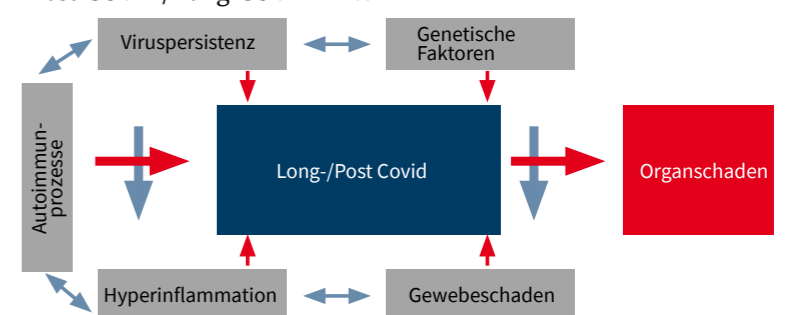 Viruspersistenz
Genetische
Faktoren
Autoimmun-
prozesse
Long-/Post Covid
Organschaden
Hyperinflammation
Gewebeschaden